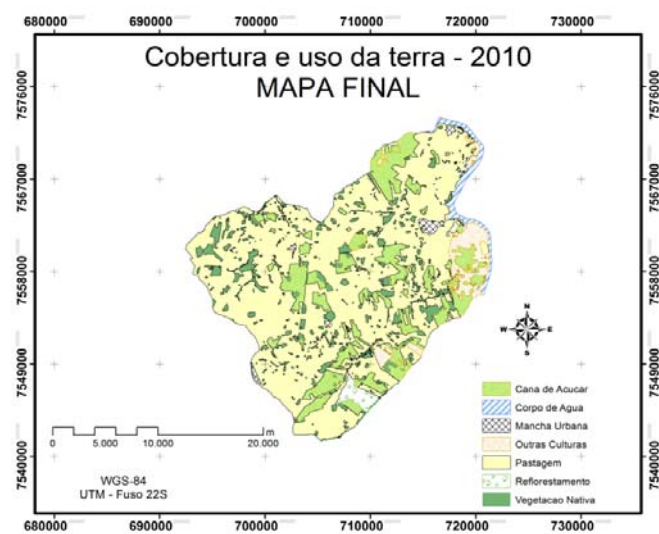 680000 690000 700000 710000 720000 730000
Cobertura e uso da terra - 2010
MAPA FINAL
7576000 7576000
7567000 7567000
7558000 7558000
7549000 7549000
7540000 7540000
N
W E
S
Cana de Acucar
Corpo de Agua
Mancha Urbana
Outras Culturas
Pastagem
Reflorestamento
Vegetacao Nativa
0 5.000 10.000 20.000 m
WGS-84
UTM - Fuso 22S
680000 690000 700000 710000 720000 730000